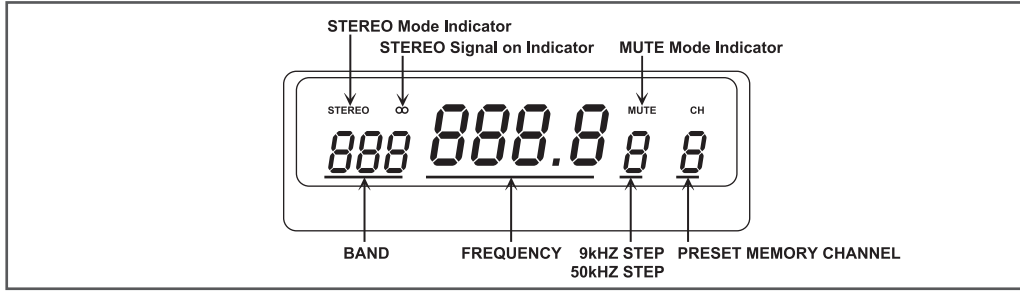 STEREO Mode Indicator
STEREO Signal on Indicator MUTE Mode Indicator
STEREO ꝏ MUTE CH
888 888.8 8 8
BAND FREQUENCY 9kHZ STEP PRESET MEMORY CHANNEL
50kHZ STEP